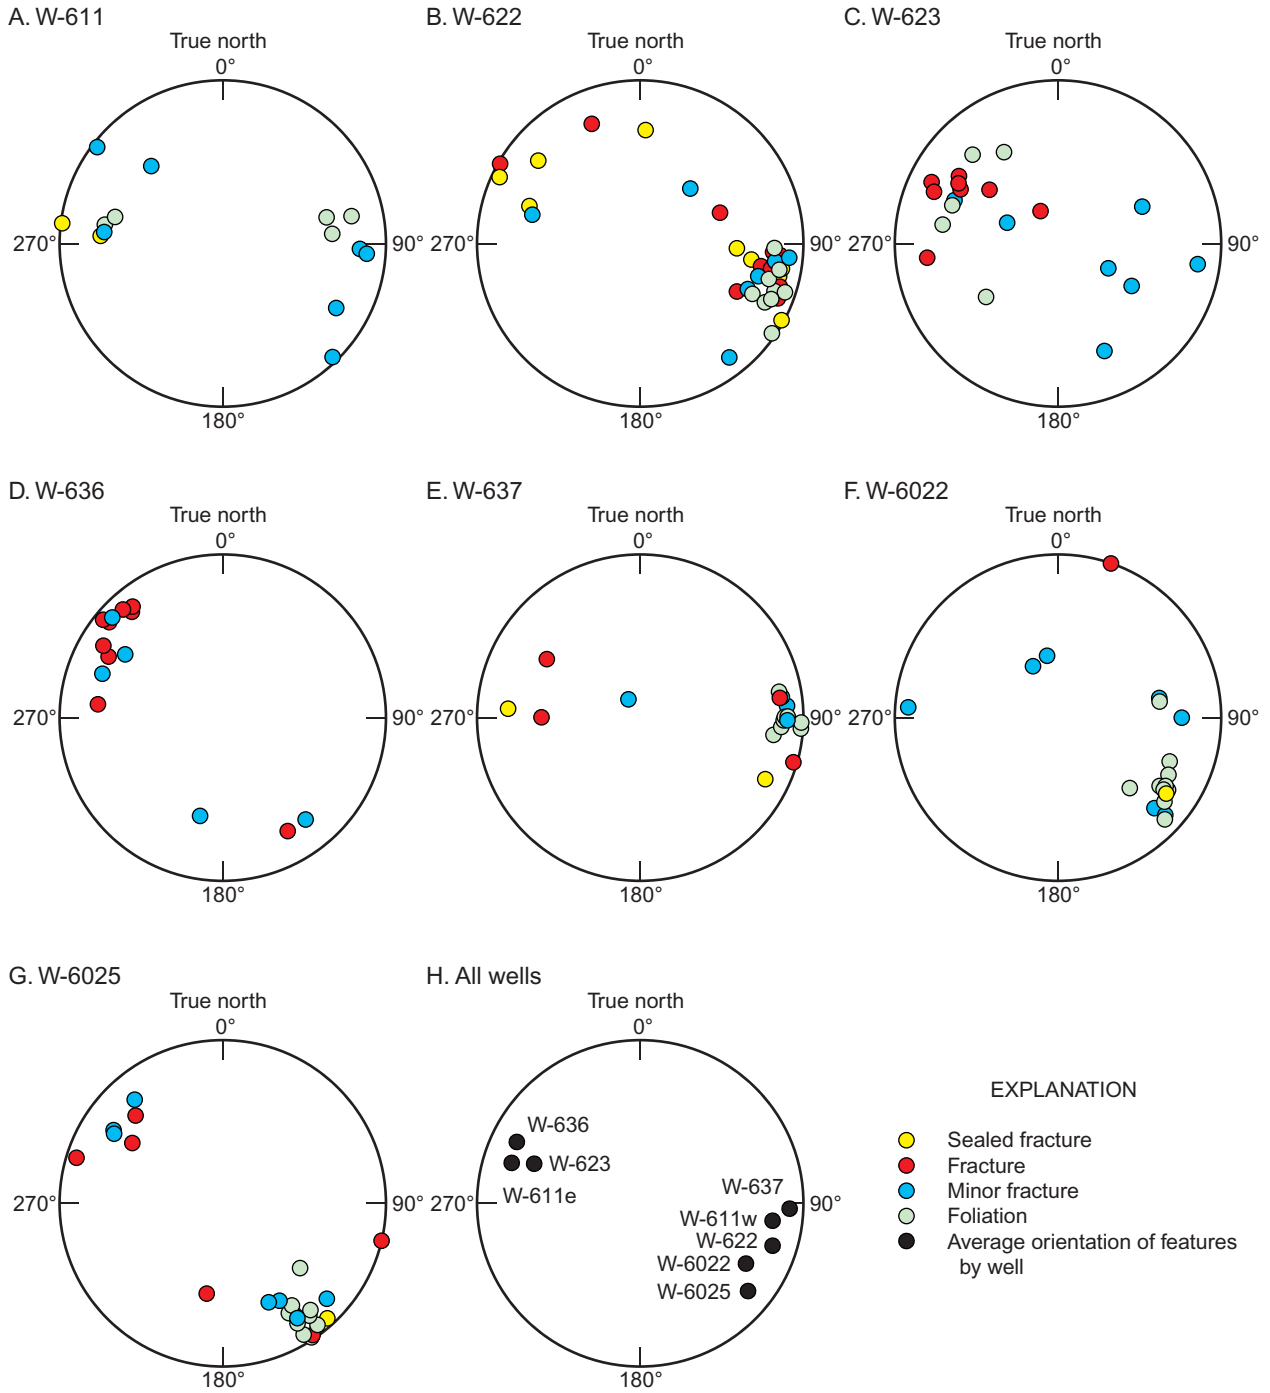 A. W-611
True north
0°
270°
90°
180°
B. W-622
True north
0°
270°
90°
180°
C. W-623
True north
0°
270°
90°
180°
D. W-636
True north
0°
270°
90°
180°
E. W-637
True north
0°
270°
90°
180°
F. W-6022
True north
0°
270°
90°
180°
G. W-6025
True north
0°
270°
90°
180°
H. All wells
True north
0°
W-636
W-623
W-611e
W-637
270°
90°
W-611w
W-622
W-6022
W-6025
180°
EXPLANATION
Sealed fracture
Fracture
Minor fracture
Foliation
Average orientation of features
by well